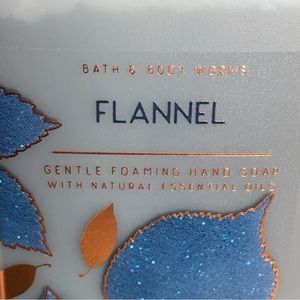 BATH & BODY WORKS
FLANNEL
GENTLE FOAMING HAND SOAP
WITH NATURAL ESSENTIAL OILS